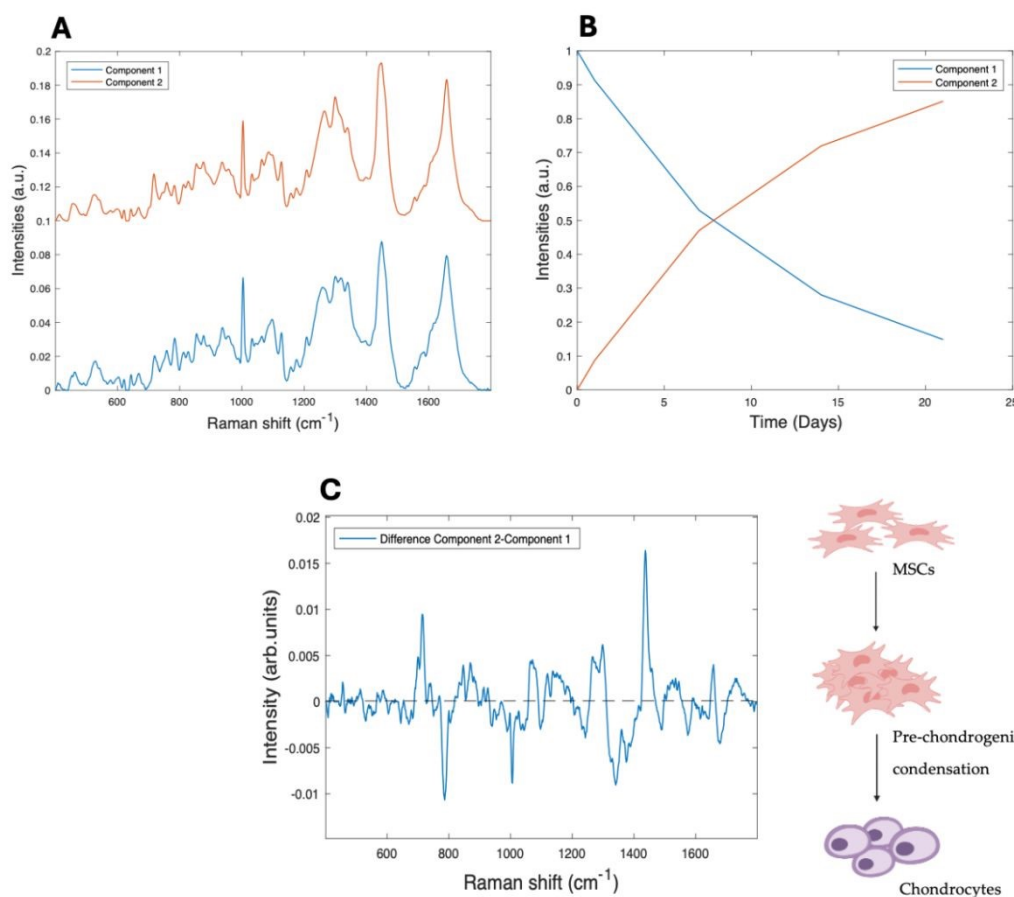 A
Component 1
Component 2
0.2
0.18
0.16
0.14
0.12
0.1
0.08
0.06
0.04
0.02
0
600 800 1000 1200 1400 1600
Intensities (a.u.)
Raman shift (cm-1)
B
Component 1
Component 2
1
0.9
0.8
0.7
0.6
0.5
0.4
0.3
0.2
0.1
0
0 5 10 15 20 25
Intensities (a.u.)
Time (Days)
C
Difference Component 2-Component 1
0.02
0.015
0.01
0.005
0
-0.005
-0.01
600 800 1000 1200 1400 1600
Intensity (arb.units)
Raman shift (cm-1)
MSCs
Pre-chondrogeni
condensation
Chondrocytes